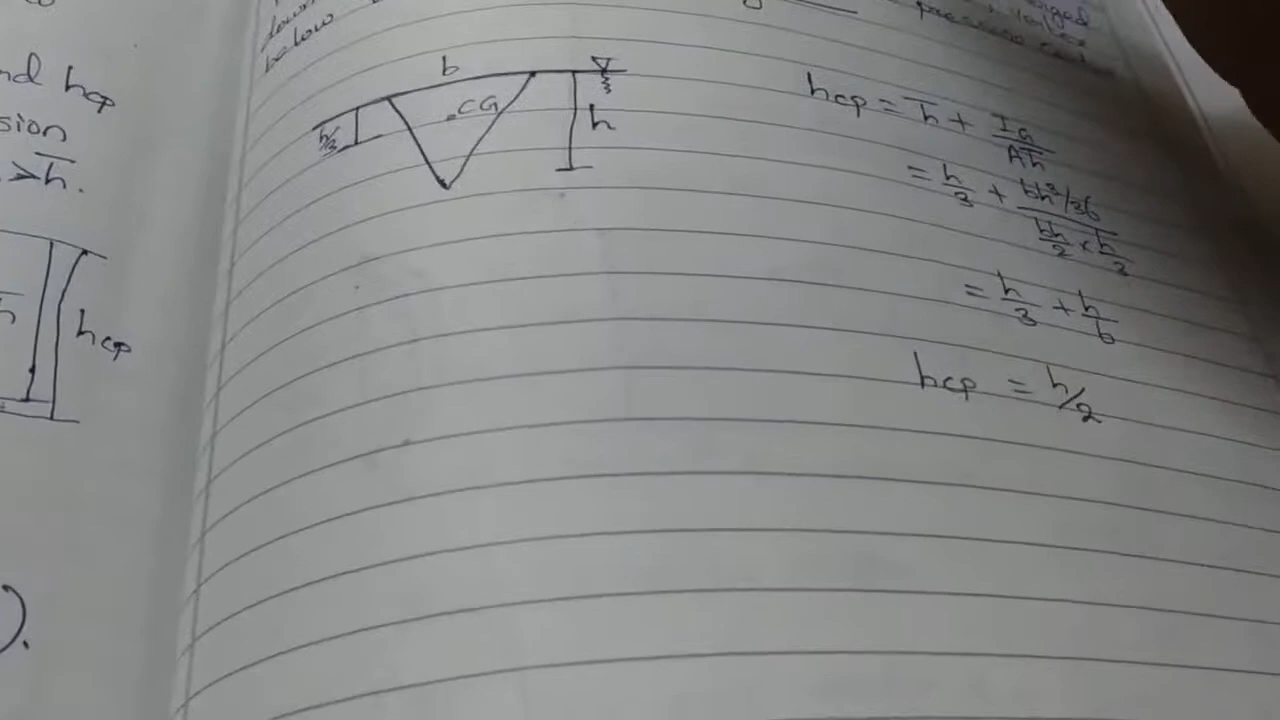 below
nd hcp
sion
> h̅.
h̅
hcp
).
b
.CG
h/3
h
hcp = h̅ + IG/Ah̅
= h/3 + bh³/36 / bh/2 × h/3
= h/3 + h/6
hcp = h/2